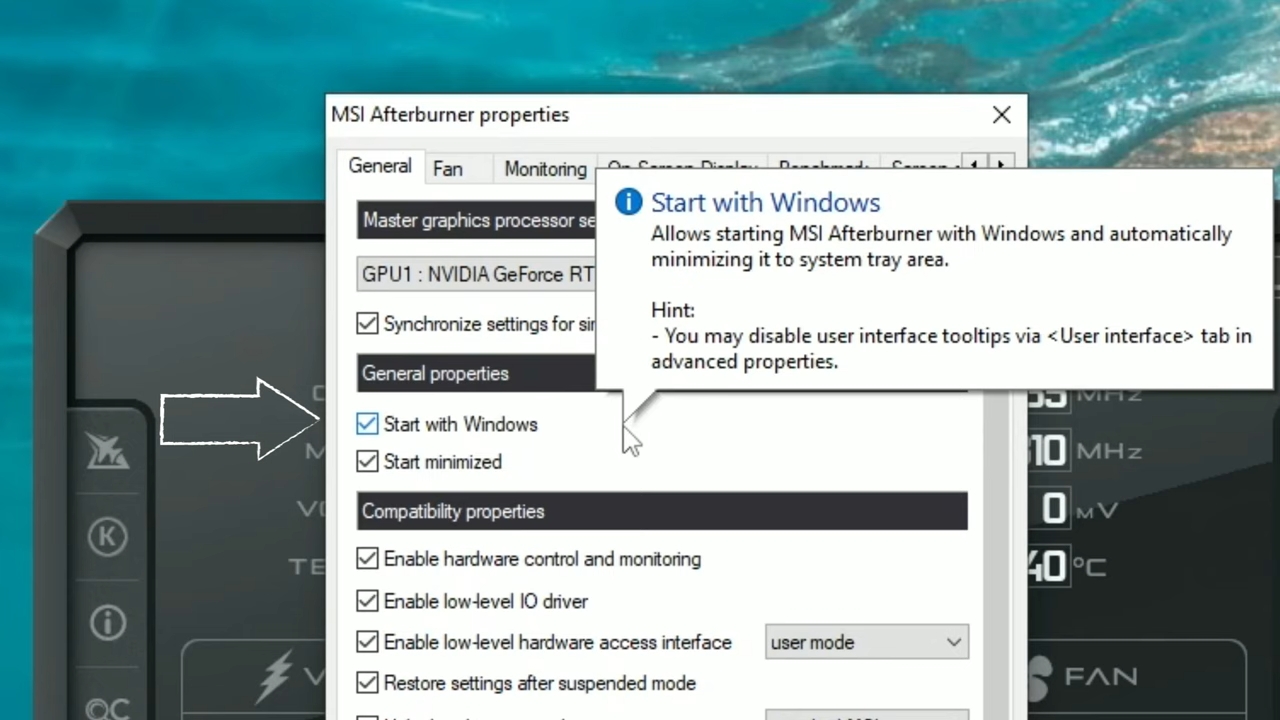 MSI Afterburner properties
General
Fan
Monitoring
Start with Windows
Allows starting MSI Afterburner with Windows and automatically
minimizing it to system tray area.
Hint:
- You may disable user interface tooltips via <User interface> tab in
advanced properties.
Master graphics processor
GPU1 : NVIDIA GeForce
Synchronize settings for
General properties
Start with Windows
MHz
Start minimized
MHz
Compatibility properties
0 MV
Enable hardware control and monitoring
40 °C
Enable low-level IO driver
Enable low-level hardware access interface
user mode
Restore settings after suspended mode
FAN
K
i
OC